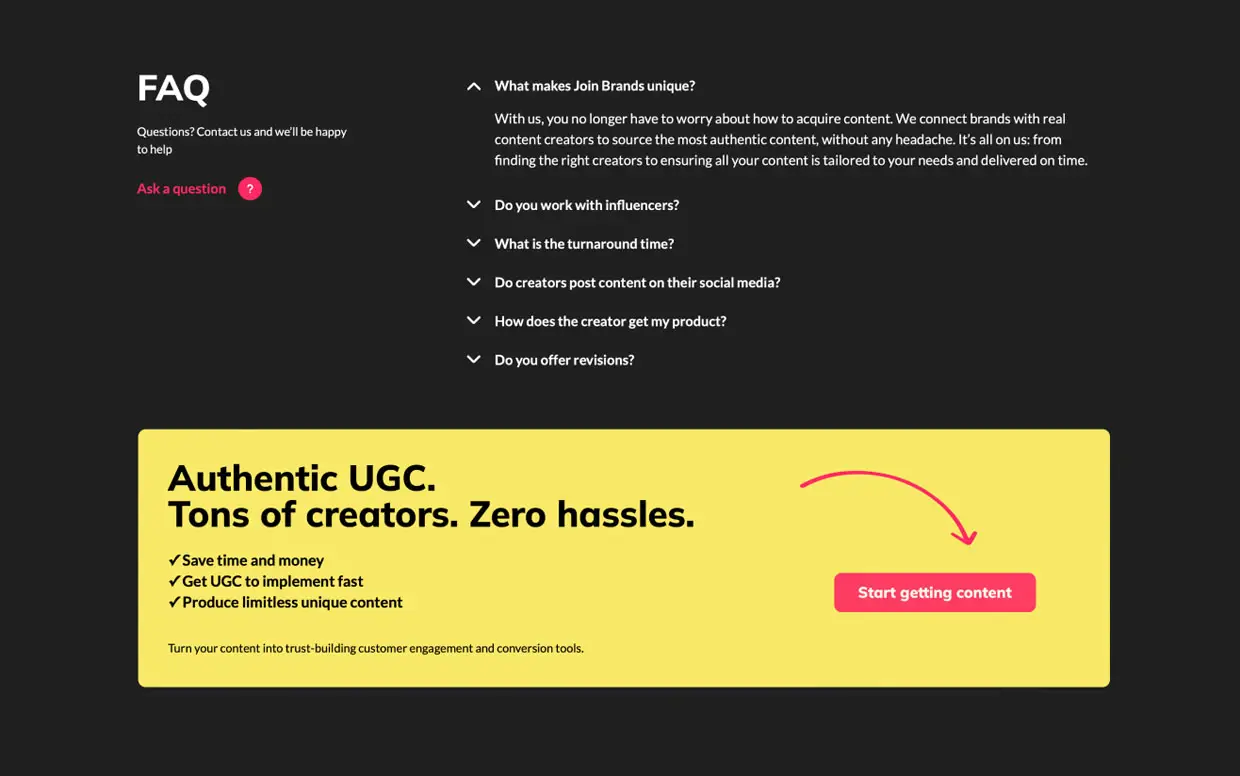 FAQ
Questions? Contact us and we'll be happy
to help
Ask a question ?
What makes Join Brands unique?
With us, you no longer have to worry about how to acquire content. We connect brands with real
content creators to source the most authentic content, without any headache. It's all on us: from
finding the right creators to ensuring all your content is tailored to your needs and delivered on time.
Do you work with influencers?
What is the turnaround time?
Do creators post content on their social media?
How does the creator get my product?
Do you offer revisions?
Authentic UGC.
Tons of creators. Zero hassles.
✓Save time and money
✓Get UGC to implement fast
✓Produce limitless unique content
Turn your content into trust-building customer engagement and conversion tools.
Start getting content